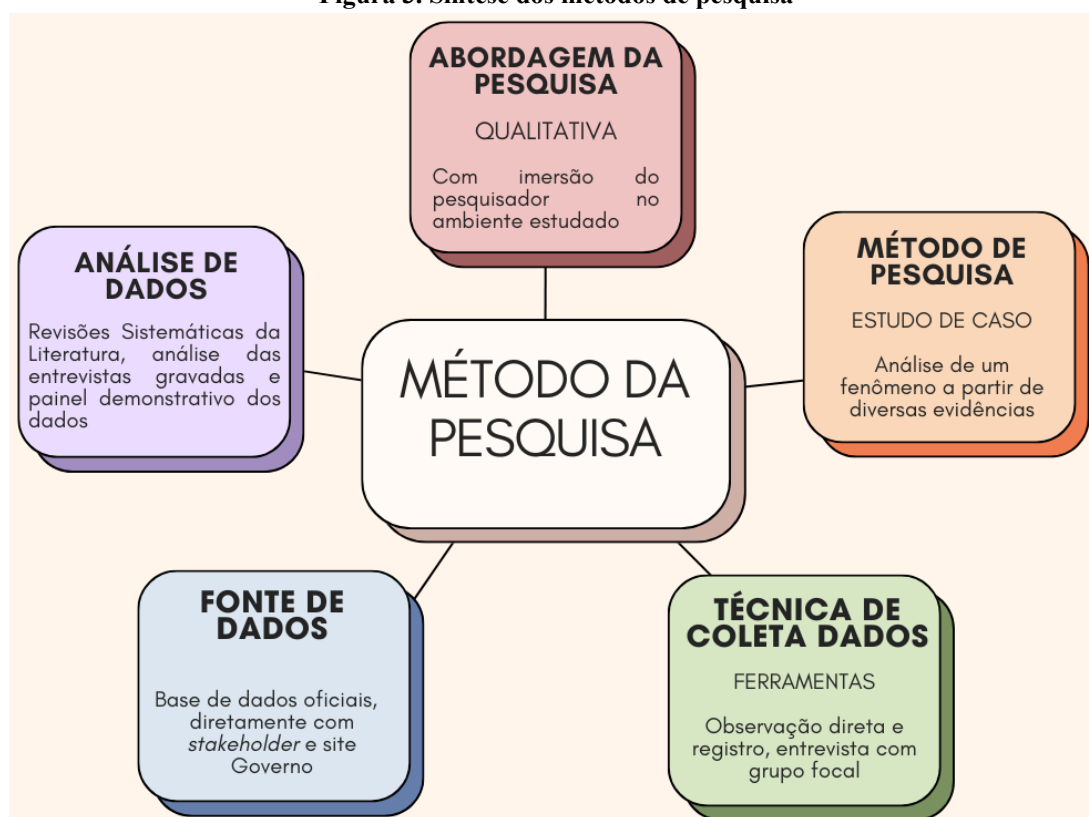 Figura 3. Síntese dos métodos de pesquisa
ABORDAGEM DA
PESQUISA
QUALITATIVA
Com imersão do
pesquisador no
ambiente estudado
MÉTODO DE
PESQUISA
ESTUDO DE CASO
Análise de um
fenômeno a partir de
diversas evidências
ANÁLISE DE
DADOS
Revisões Sistemáticas da
Literatura, análise das
entrevistas gravadas e
painel demonstrativo dos
dados
MÉTODO DA
PESQUISA
FONTE DE
DADOS
Base de dados oficiais,
diretamente com
stakeholder e site
Governo
TÉCNICA DE
COLETA DADOS
FERRAMENTAS
Observação direta e
registro, entrevista com
grupo focal